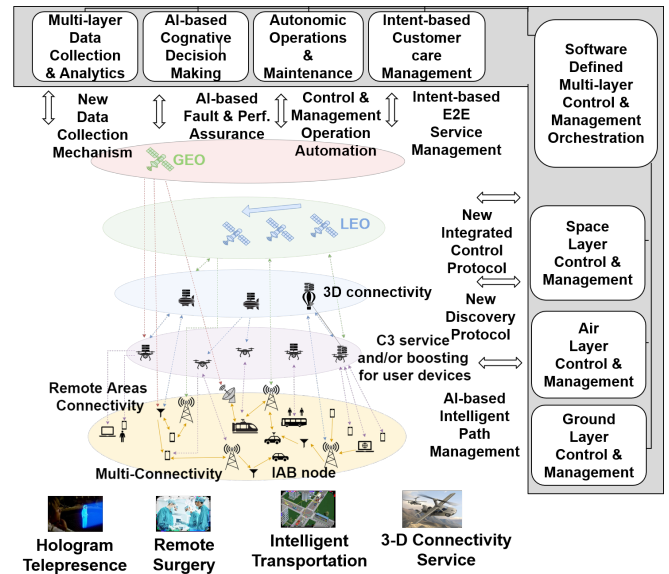 Multi-layer
Data
Collection
& Analytics
AI-based
Cognitive
Decision
Making
Autonomic
Operations
&
Maintenance
Intent-based
Customer
care
Management
Software
Defined
Multi-layer
Control &
Management
Orchestration
New
Data
Collection
Mechanism
AI-based
Fault & Perf.
Assurance
Control &
Management
Operation
Automation
Intent-based
E2E
Service
Management
GEO
LEO
New
Integrated
Control
Protocol
Space
Layer
Control &
Management
3D connectivity
New
Discovery
Protocol
C3 service
and/or boosting
for user devices
Air
Layer
Control &
Management
Remote Areas
Connectivity
AI-based
Intelligent
Path
Management
Ground
Layer
Control &
Management
Multi-Connectivity
IAB node
Hologram
Telepresence
Remote
Surgery
Intelligent
Transportation
3-D Connectivity
Service